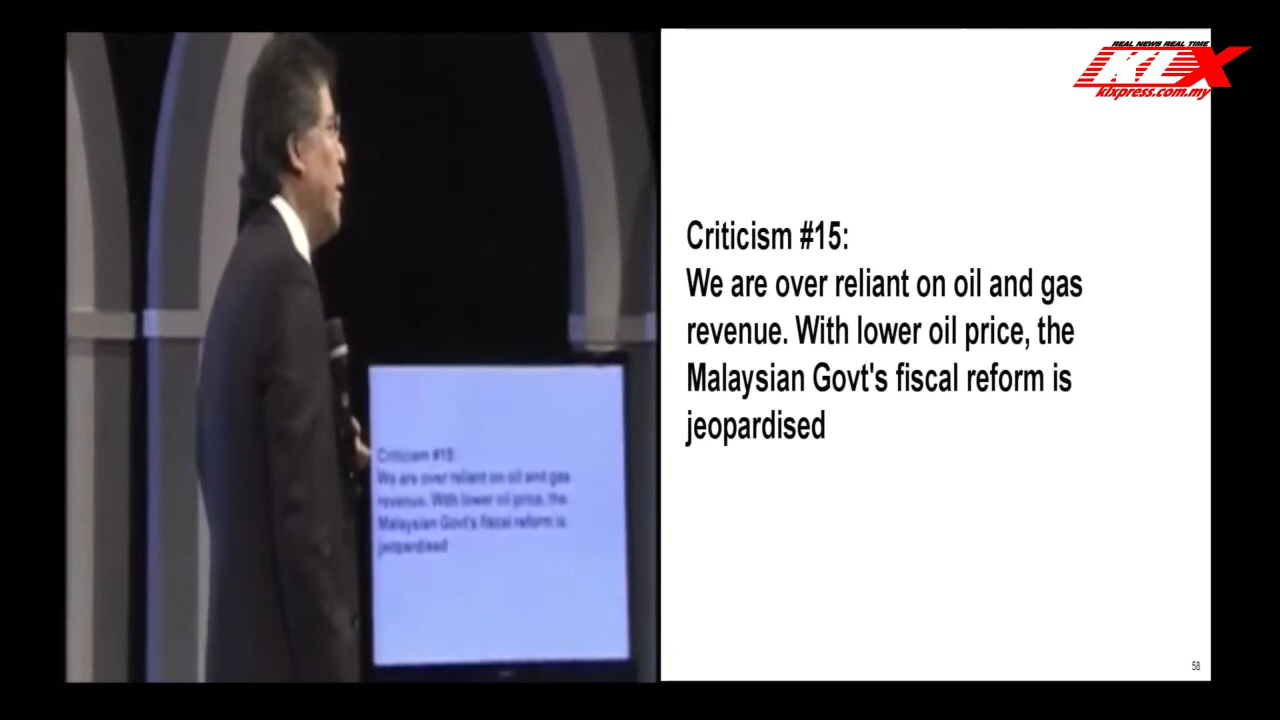 REAL NEWS REAL TIME
KLX
klxpress.com.my
Criticism #15:
We are over reliant on oil and gas
revenue. With lower oil price, the
Malaysian Govt's fiscal reform is
jeopardised
Criticism #15:
We are over reliant on oil and gas
revenue. With lower oil price, the
Malaysian Govt's fiscal reform is
jeopardised
58